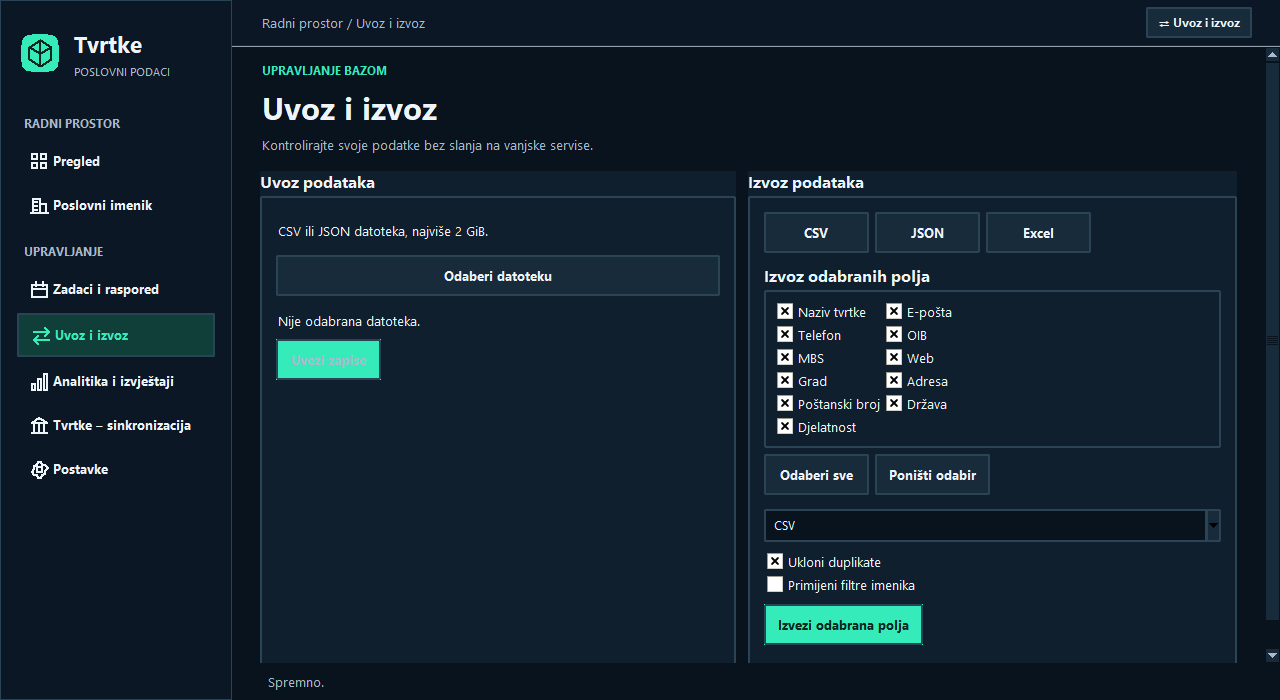 Tvrtke
POSLOVNI PODACI
RADNI PROSTOR
Pregled
Poslovni imenik
UPRAVLJANJE
Zadaci i raspored
Uvoz i izvoz
Analitika i izvještaji
Tvrtke – sinkronizacija
Postavke
Radni prostor / Uvoz i izvoz
⇄ Uvoz i izvoz
UPRAVLJANJE BAZOM
Uvoz i izvoz
Kontrolirajte svoje podatke bez slanja na vanjske servise.
Uvoz podataka
CSV ili JSON datoteka, najviše 2 GiB.
Odaberi datoteku
Nije odabrana datoteka.
Uvezi zapise
Izvoz podataka
CSV JSON Excel
Izvoz odabranih polja
Naziv tvrtke E-pošta
Telefon OIB
MBS Web
Grad Adresa
Poštanski broj Država
Djelatnost
Odaberi sve Poništi odabir
CSV
Ukloni duplikate
Primijeni filtre imenika
Izvezi odabrana polja
Spremno.